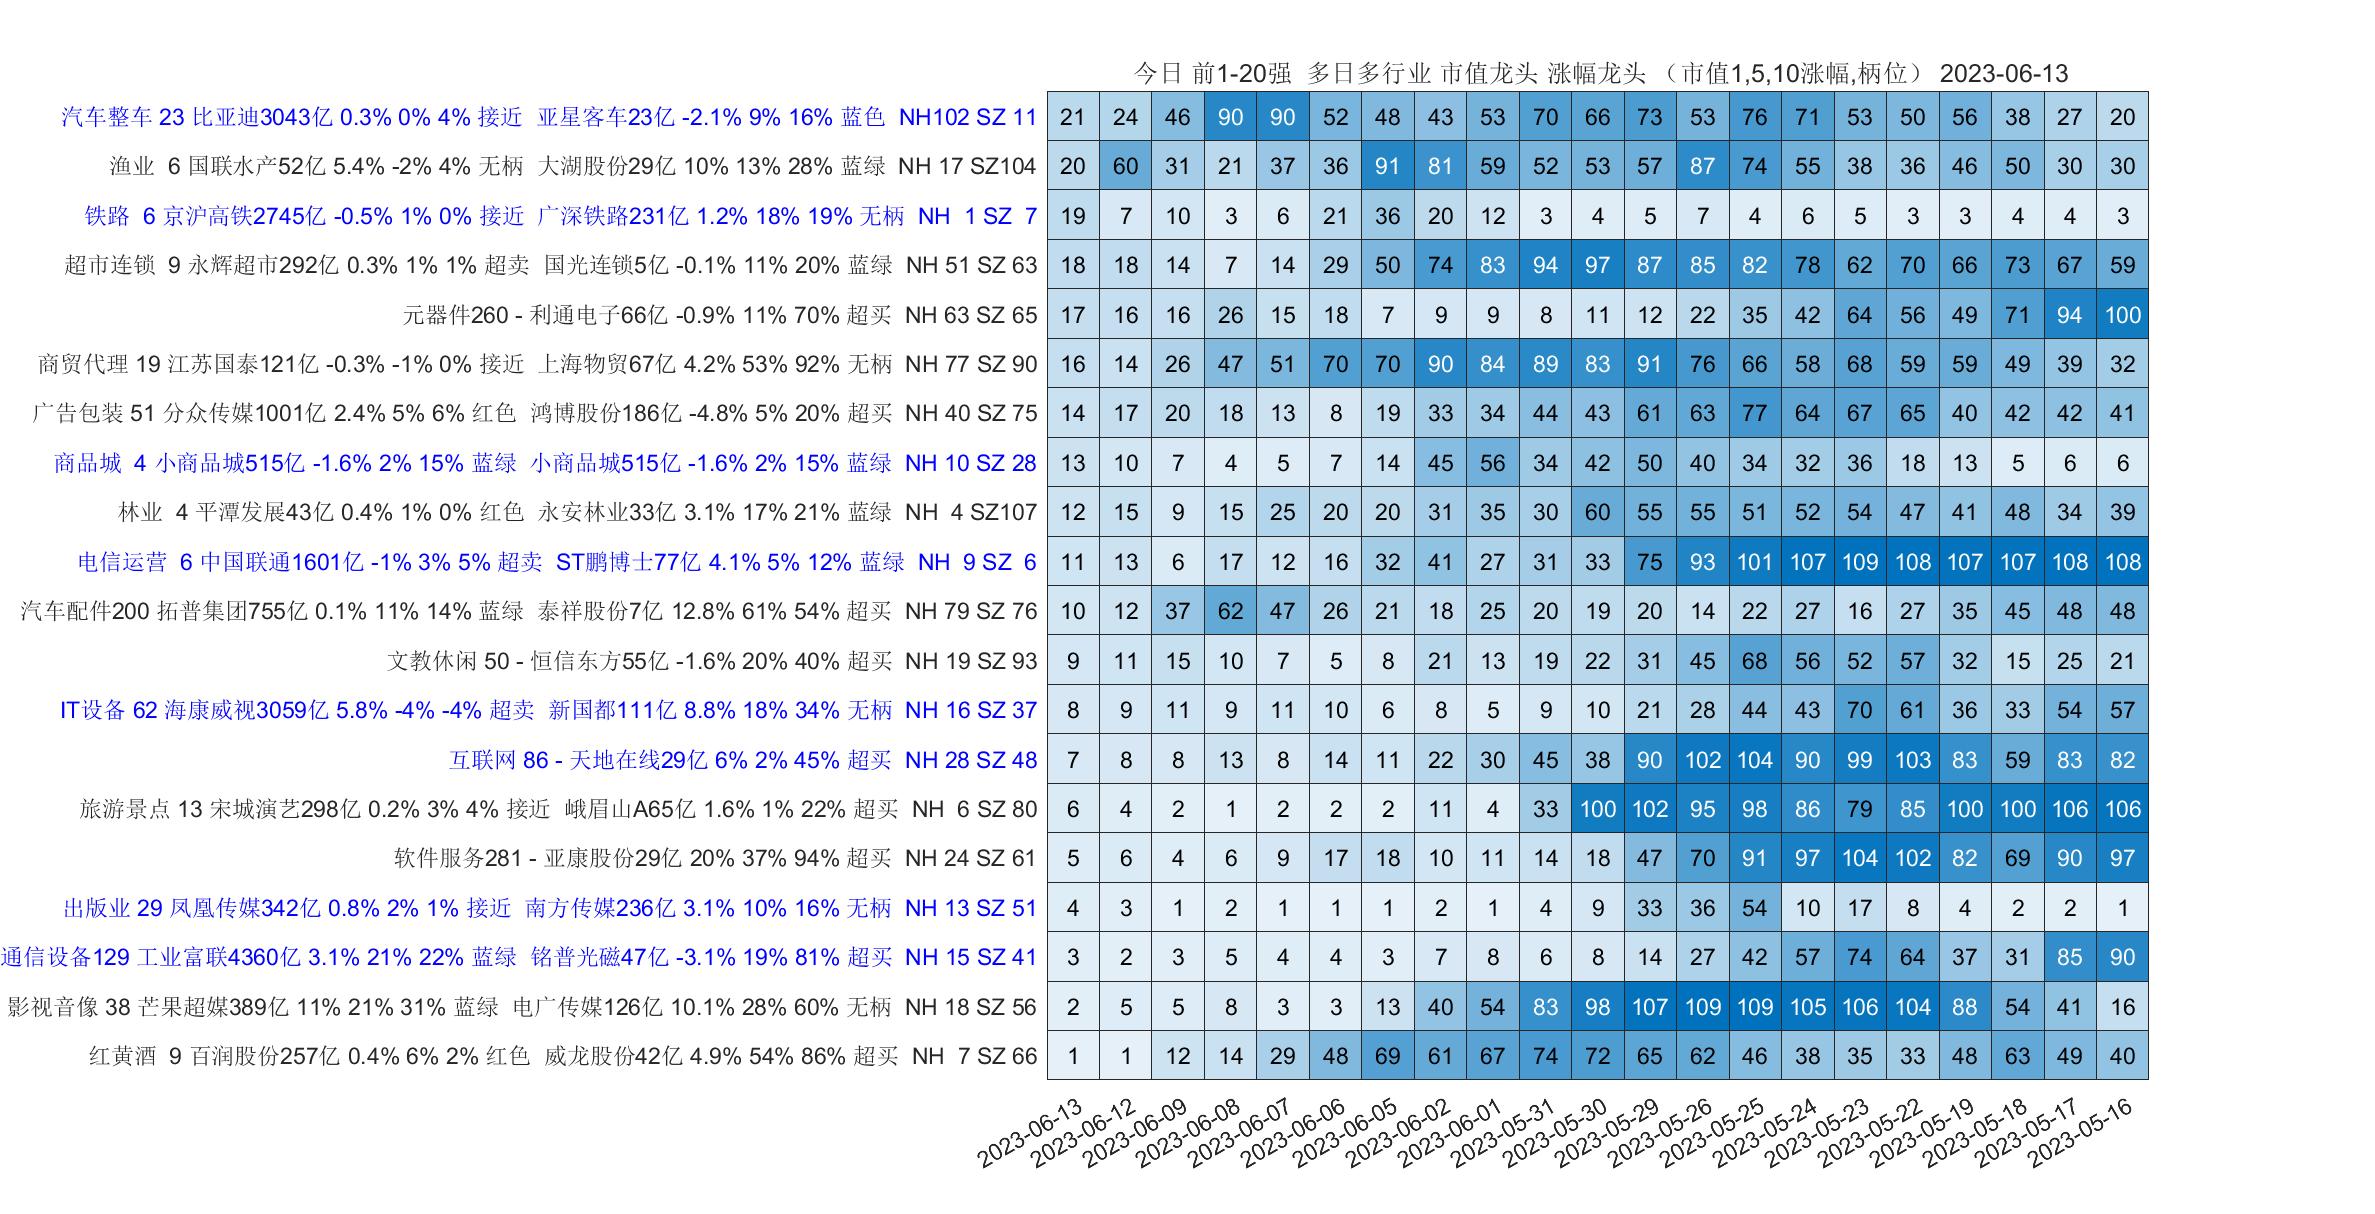 今日 前1-20强 多日多行业 市值龙头 涨幅龙头 （市值1,5,10涨幅,柄位） 2023-06-13
汽车整车 23 比亚迪3043亿 0.3% 0% 4% 接近 亚星客车23亿 -2.1% 9% 16% 蓝色 NH102 SZ 11 21 24 46 90 90 52 48 43 53 70 66 73 53 76 71 53 50 56 38 27 20
渔业 6 国联水产52亿 5.4% -2% 4% 无柄 大湖股份29亿 10% 13% 28% 蓝绿 NH 17 SZ104 20 60 31 21 37 36 91 81 59 52 53 57 87 74 55 38 36 46 50 30 30
铁路 6 京沪高铁2745亿 -0.5% 1% 0% 接近 广深铁路231亿 1.2% 18% 19% 无柄 NH 1 SZ 7 19 7 10 3 6 21 36 20 12 3 4 5 7 4 6 5 3 3 4 4 3
超市连锁 9 永辉超市292亿 0.3% 1% 1% 超卖 国光连锁5亿 -0.1% 11% 20% 蓝绿 NH 51 SZ 63 18 18 14 7 14 29 50 74 83 94 97 87 85 82 78 62 70 66 73 67 59
元器件260 - 利通电子66亿 -0.9% 11% 70% 超买 NH 63 SZ 65 17 16 16 26 15 18 7 9 9 8 11 12 22 35 42 64 56 49 71 94 100
商贸代理 19 江苏国泰121亿 -0.3% -1% 0% 接近 上海物贸67亿 4.2% 53% 92% 无柄 NH 77 SZ 90 16 14 26 47 51 70 70 90 84 89 83 91 76 66 58 68 59 59 49 39 32
广告包装 51 分众传媒1001亿 2.4% 5% 6% 红色 鸿博股份186亿 -4.8% 5% 20% 超买 NH 40 SZ 75 14 17 20 18 13 8 19 33 34 44 43 61 63 77 64 67 65 40 42 42 41
商品城 4 小商品城515亿 -1.6% 2% 15% 蓝绿 小商品城515亿 -1.6% 2% 15% 蓝绿 NH 10 SZ 28 13 10 7 4 5 7 14 45 56 34 42 50 40 34 32 36 18 13 5 6 6
林业 4 平潭发展43亿 0.4% 1% 0% 红色 永安林业33亿 3.1% 17% 21% 蓝绿 NH 4 SZ107 12 15 9 15 25 20 20 31 35 30 60 55 55 51 52 54 47 41 48 34 39
电信运营 6 中国联通1601亿 -1% 3% 5% 超卖 ST鹏博士77亿 4.1% 5% 12% 蓝绿 NH 9 SZ 6 11 13 6 17 12 16 32 41 27 31 33 75 93 101 107 109 108 107 107 108 108
汽车配件200 拓普集团755亿 0.1% 11% 14% 蓝绿 泰祥股份7亿 12.8% 61% 54% 超买 NH 79 SZ 76 10 12 37 62 47 26 21 18 25 20 19 20 14 22 27 16 27 35 45 48 48
文教休闲 50 - 恒信东方55亿 -1.6% 20% 40% 超买 NH 19 SZ 93 9 11 15 10 7 5 8 21 13 19 22 31 45 68 56 52 57 32 15 25 21
IT设备 62 海康威视3059亿 5.8% -4% -4% 超卖 新国都111亿 8.8% 18% 34% 无柄 NH 16 SZ 37 8 9 11 9 11 10 6 8 5 9 10 21 28 44 43 70 61 36 33 54 57
互联网 86 - 天地在线29亿 6% 2% 45% 超买 NH 28 SZ 48 7 8 8 13 8 14 11 22 30 45 38 90 102 104 90 99 103 83 59 83 82
旅游景点 13 宋城演艺298亿 0.2% 3% 4% 接近 峨眉山A65亿 1.6% 1% 22% 超买 NH 6 SZ 80 6 4 2 1 2 2 2 11 4 33 100 102 95 98 86 79 85 100 100 106 106
软件服务281 - 亚康股份29亿 20% 37% 94% 超买 NH 24 SZ 61 5 6 4 6 9 17 18 10 11 14 18 47 70 91 97 104 102 82 69 90 97
出版业 29 凤凰传媒342亿 0.8% 2% 1% 接近 南方传媒236亿 3.1% 10% 16% 无柄 NH 13 SZ 51 4 3 1 2 1 1 1 2 1 4 9 33 36 54 10 17 8 4 2 2 1
通信设备129 工业富联4360亿 3.1% 21% 22% 蓝绿 铭普光磁47亿 -3.1% 19% 81% 超买 NH 15 SZ 41 3 2 3 5 4 4 3 7 8 6 8 14 27 42 57 74 64 37 31 85 90
影视音像 38 芒果超媒389亿 11% 21% 31% 蓝绿 电广传媒126亿 10.1% 28% 60% 无柄 NH 18 SZ 56 2 5 5 8 3 3 13 40 54 83 98 107 109 109 105 106 104 88 54 41 16
红黄酒 9 百润股份257亿 0.4% 6% 2% 红色 威龙股份42亿 4.9% 54% 86% 超买 NH 7 SZ 66 1 1 12 14 29 48 69 61 67 74 72 65 62 46 38 35 33 48 63 49 40
2023-06-13 2023-06-12 2023-06-09 2023-06-08 2023-06-07 2023-06-06 2023-06-05 2023-06-02 2023-06-01 2023-05-31 2023-05-30 2023-05-29 2023-05-26 2023-05-25 2023-05-24 2023-05-23 2023-05-22 2023-05-19 2023-05-18 2023-05-17 2023-05-16